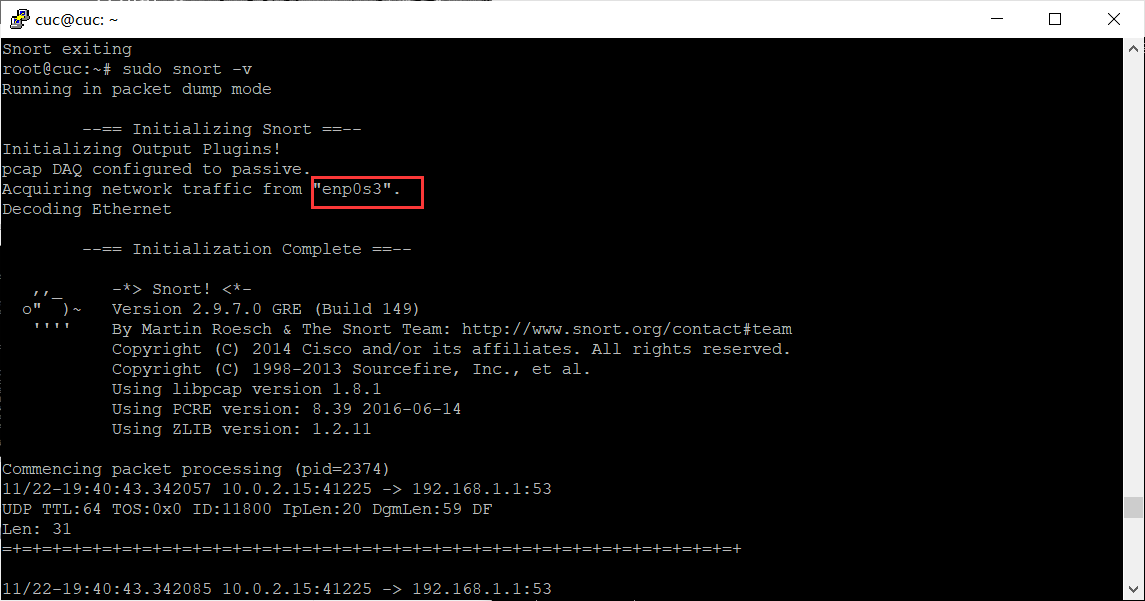 cuc@cuc: ~
Snort exiting
root@cuc:~# sudo snort -v
Running in packet dump mode
--== Initializing Snort ==--
Initializing Output Plugins!
pcap DAQ configured to passive.
Acquiring network traffic from "enp0s3".
Decoding Ethernet
--== Initialization Complete ==--
,,_     -*> Snort! <*-
o"  )~   Version 2.9.7.0 GRE (Build 149)
''''    By Martin Roesch & The Snort Team: http://www.snort.org/contact#team
Copyright (C) 2014 Cisco and/or its affiliates. All rights reserved.
Copyright (C) 1998-2013 Sourcefire, Inc., et al.
Using libpcap version 1.8.1
Using PCRE version: 8.39 2016-06-14
Using ZLIB version: 1.2.11
Commencing packet processing (pid=2374)
11/22-19:40:43.342057 10.0.2.15:41225 -> 192.168.1.1:53
UDP TTL:64 TOS:0x0 ID:11800 IpLen:20 DgmLen:59 DF
Len: 31
=+=+=+=+=+=+=+=+=+=+=+=+=+=+=+=+=+=+=+=+=+=+=+=+=+=+=+=+=+=+=+=+=+=+=+=+=+
11/22-19:40:43.342085 10.0.2.15:41225 -> 192.168.1.1:53